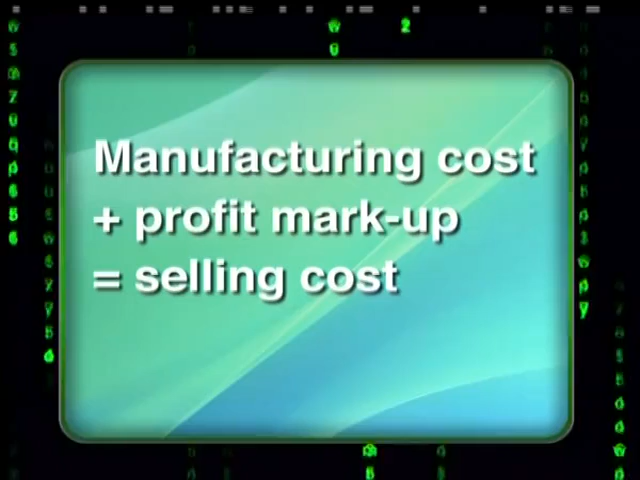 Manufacturing cost
+ profit mark-up
= selling cost